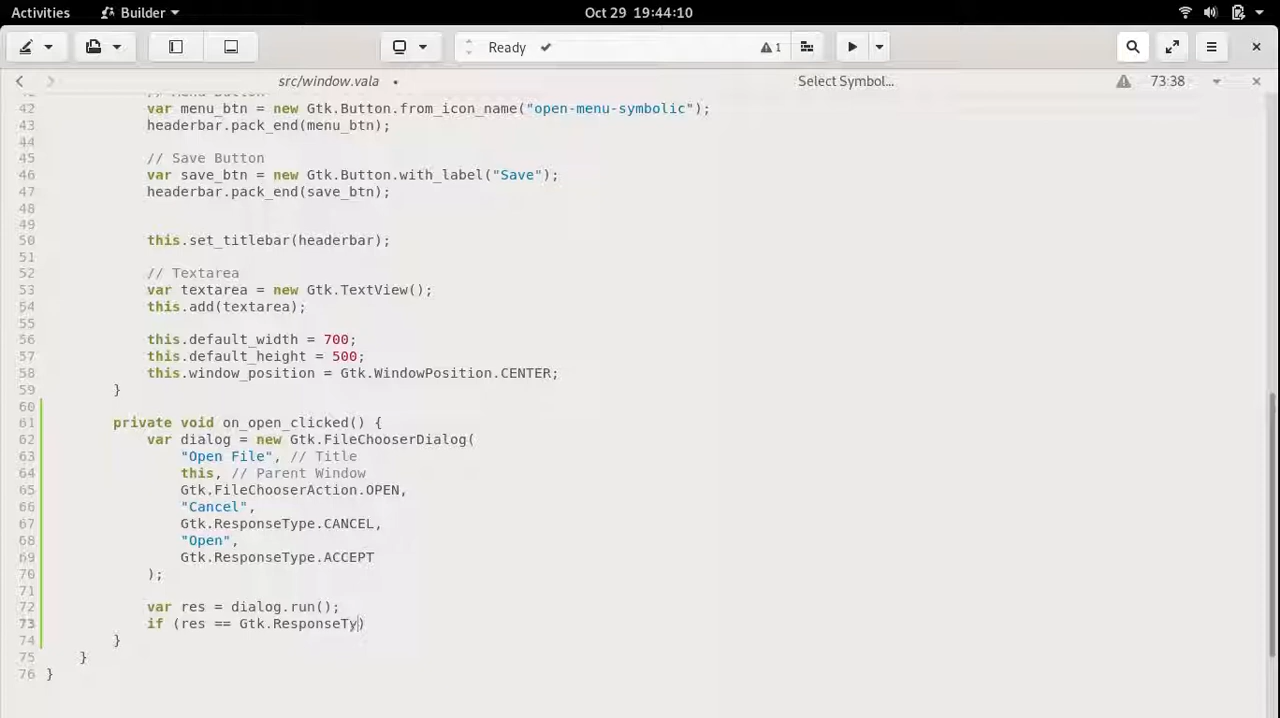 Activities
Builder
Oct 29 19:44:10
Ready
1
src/window.vala
Select Symbol...
73:38
42 var menu_btn = new Gtk.Button.from_icon_name("open-menu-symbolic");
43 headerbar.pack_end(menu_btn);
44
45 // Save Button
46 var save_btn = new Gtk.Button.with_label("Save");
47 headerbar.pack_end(save_btn);
48
49
50 this.set_titlebar(headerbar);
51
52 // Textarea
53 var textarea = new Gtk.TextView();
54 this.add(textarea);
55
56 this.default_width = 700;
57 this.default_height = 500;
58 this.window_position = Gtk.WindowPosition.CENTER;
59 }
60
61 private void on_open_clicked() {
62 var dialog = new Gtk.FileChooserDialog(
63 "Open File", // Title
64 this, // Parent Window
65 Gtk.FileChooserAction.OPEN,
66 "Cancel",
67 Gtk.ResponseType.CANCEL,
68 "Open",
69 Gtk.ResponseType.ACCEPT
70 );
71
72 var res = dialog.run();
73 if (res == Gtk.ResponseTy)
74 }
75 }
76 }